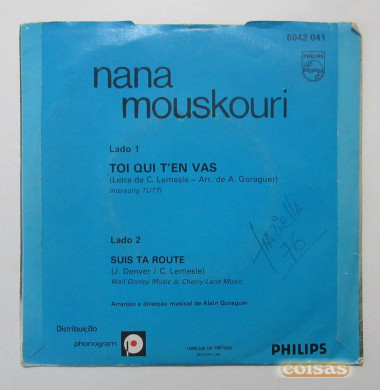 6042 041
PHILIPS
nana
mouskouri
Lado 1
TOI QUI T'EN VAS
(Letra de C. Lemesle – Arr. de A. Goraguer)
Intersong TUTTI
Lado 2
SUIS TA ROUTE
(J. Denver / C. Lemesle)
Walt Disney Music & Cherry Lane Music
Arranjos e direcção musical de Alain Goraguer
Distribuição
phonogram
PHILIPS
coisas